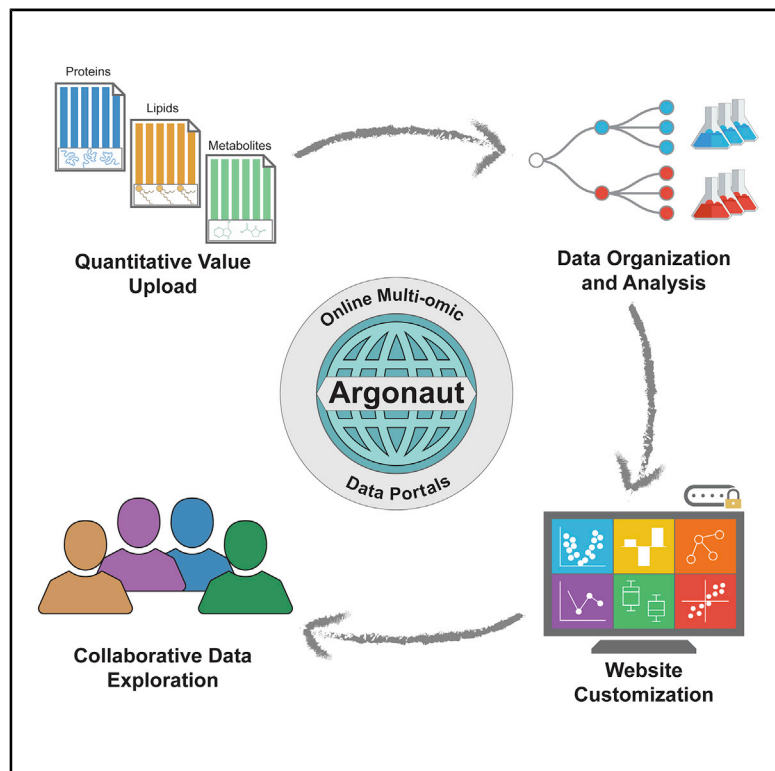 Proteins
Lipids
Metabolites
Quantitative Value
Upload
Data Organization
and Analysis
Online Multi-omic
Argonaut
Data Portals
Collaborative Data
Exploration
Website
Customization